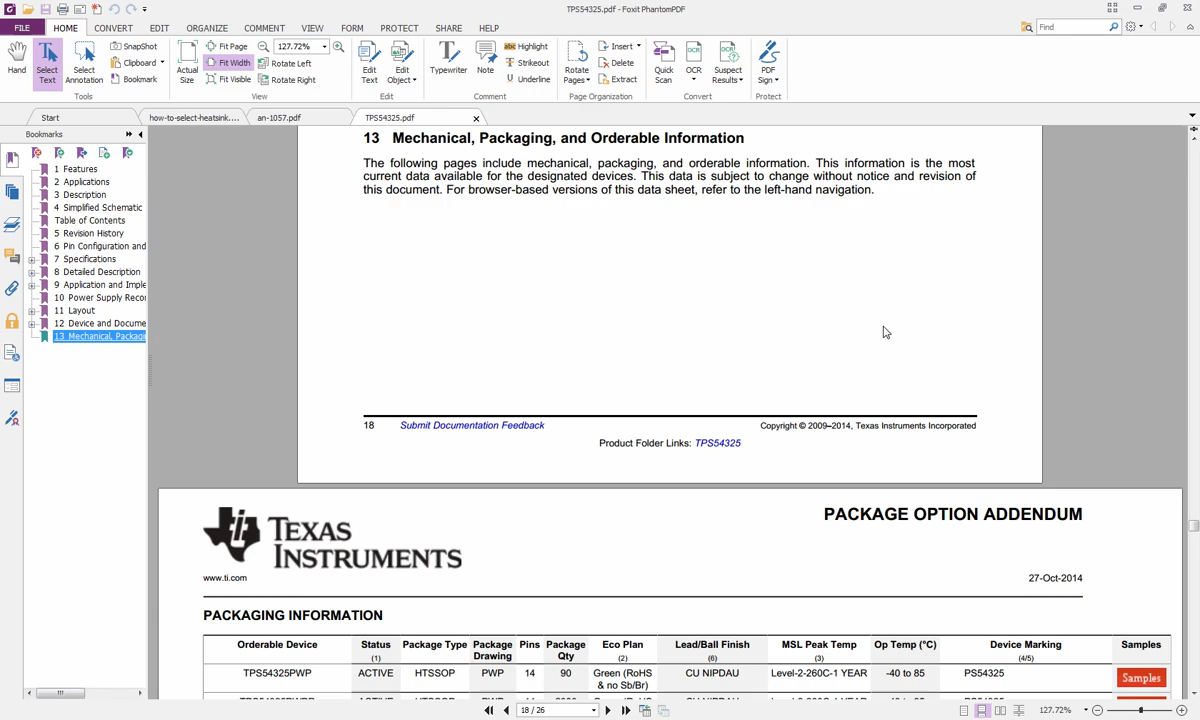 TPS54325.pdf - Foxit PhantomPDF
FILE HOME CONVERT EDIT ORGANIZE COMMENT VIEW FORM PROTECT SHARE HELP Find
SnapShot Fit Page 127.72% Highlight Insert
Clipboard Fit Width Rotate Left Strikeout Delete
Bookmark Fit Visible Rotate Right Underline Extract
Hand Select Text Select Annotation Actual Size Edit Text Edit Object Typewriter Note Rotate Pages Quick Scan OCR Suspect Results PDF Sign
Tools View Edit Comment Page Organization Convert Protect
Start how-to-select-heatsink.... an-1057.pdf TPS54325.pdf
Bookmarks
1 Features
2 Applications
3 Description
4 Simplified Schematic
Table of Contents
5 Revision History
6 Pin Configuration and
7 Specifications
8 Detailed Description
9 Application and Imple
10 Power Supply Reco
11 Layout
12 Device and Docume
13 Mechanical, Packagi
13 Mechanical, Packaging, and Orderable Information
The following pages include mechanical, packaging, and orderable information. This information is the most
current data available for the designated devices. This data is subject to change without notice and revision of
this document. For browser-based versions of this data sheet, refer to the left-hand navigation.
18 Submit Documentation Feedback Copyright © 2009–2014, Texas Instruments Incorporated
Product Folder Links: TPS54325
TEXAS
INSTRUMENTS
PACKAGE OPTION ADDENDUM
www.ti.com 27-Oct-2014
PACKAGING INFORMATION
Orderable Device Status Package Type Package Pins Package Eco Plan Lead/Ball Finish MSL Peak Temp Op Temp (°C) Device Marking Samples
(1) Drawing Qty (2) (6) (3) (4/5)
TPS54325PWP ACTIVE HTSSOP PWP 14 90 Green (RoHS CU NIPDAU Level-2-260C-1 YEAR -40 to 85 PS54325 Samples
& no Sb/Br)
18 / 26 127.72%